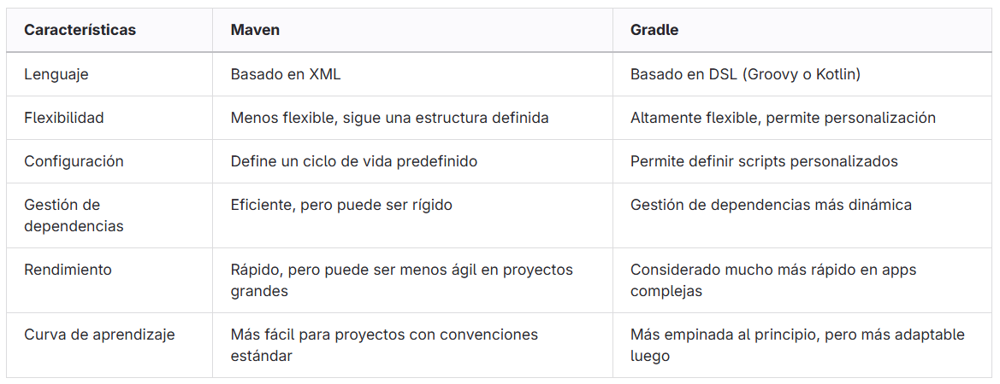 Características Maven Gradle
Lenguaje Basado en XML Basado en DSL (Groovy o Kotlin)
Flexibilidad Menos flexible, sigue una estructura definida Altamente flexible, permite personalización
Configuración Define un ciclo de vida predefinido Permite definir scripts personalizados
Gestión de Eficiente, pero puede ser rígido Gestión de dependencias más dinámica
dependencias
Rendimiento Rápido, pero puede ser menos ágil en proyectos Considerado mucho más rápido en apps
grandes complejas
Curva de aprendizaje Más fácil para proyectos con convenciones Más empinada al principio, pero más adaptable
estándar luego